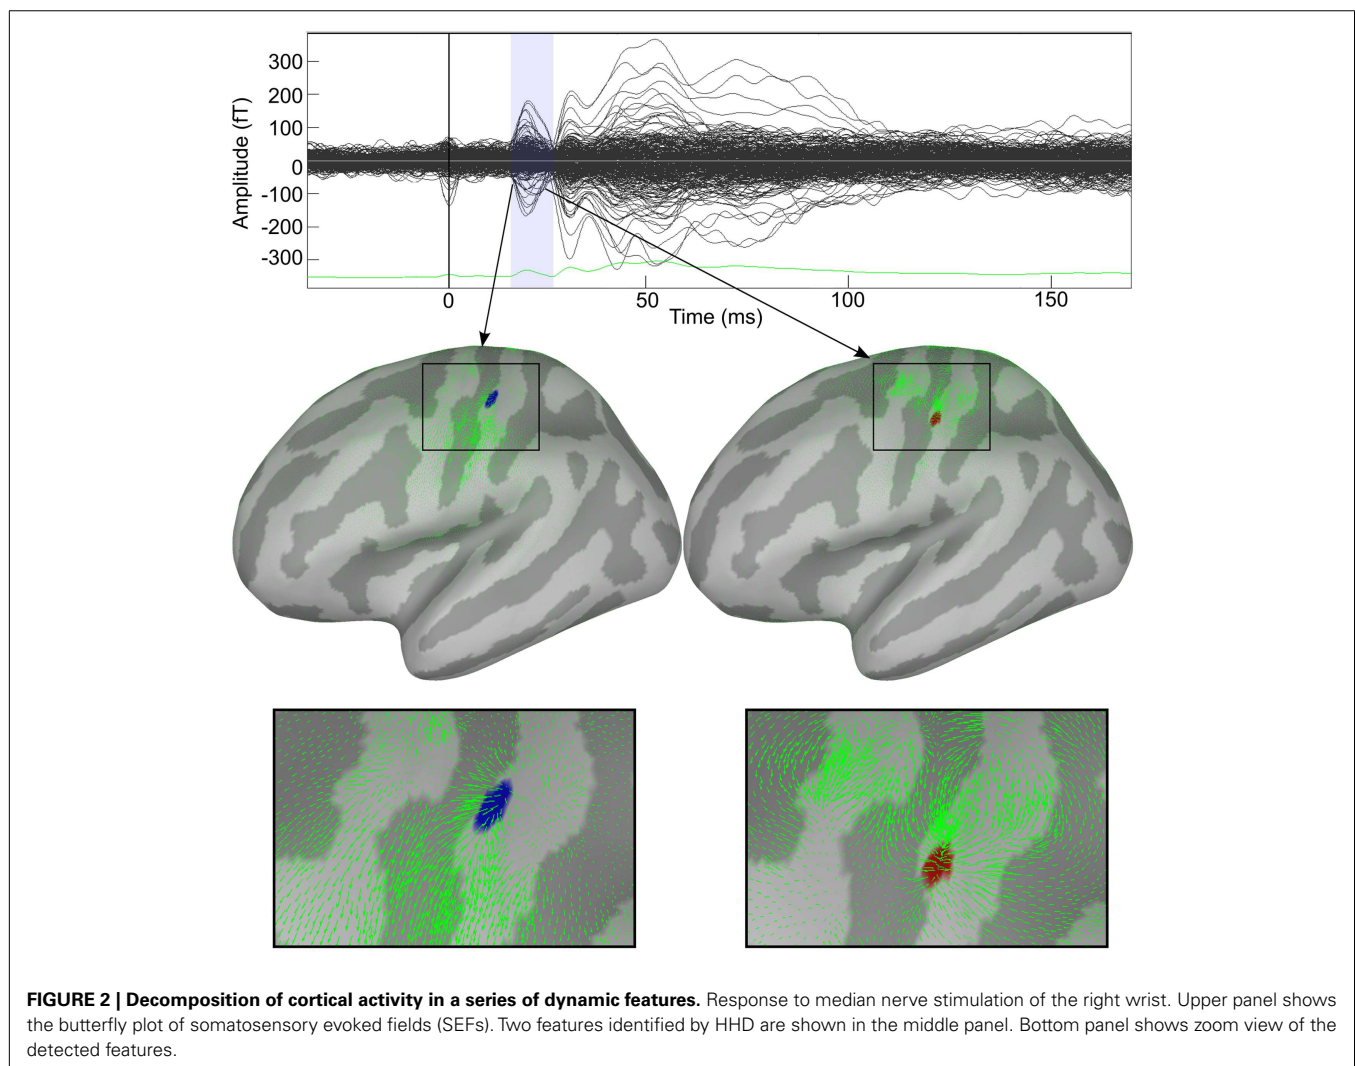 300
200
100
0
-100
-200
-300
Amplitude (fT)
0
50
100
150
Time (ms)
FIGURE 2 | Decomposition of cortical activity in a series of dynamic features. Response to median nerve stimulation of the right wrist. Upper panel shows
the butterfly plot of somatosensory evoked fields (SEFs). Two features identified by HHD are shown in the middle panel. Bottom panel shows zoom view of the
detected features.